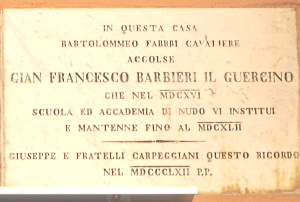 IN QUESTA CASA
BARTOLOMMEO FABBRI CAVALIERE
ACCOLSE
GIAN FRANCESCO BARBIERI IL GUERCINO
CHE NEL MDCXVI
SCUOLA ED ACCADEMIA DI NUDO VI INSTITUI
E MANTENNE FINO AL MDCXLII
GIUSEPPE E FRATELLI CARPEGGIANI QUESTO RICORDO
NEL MDCCCLXII P.P.